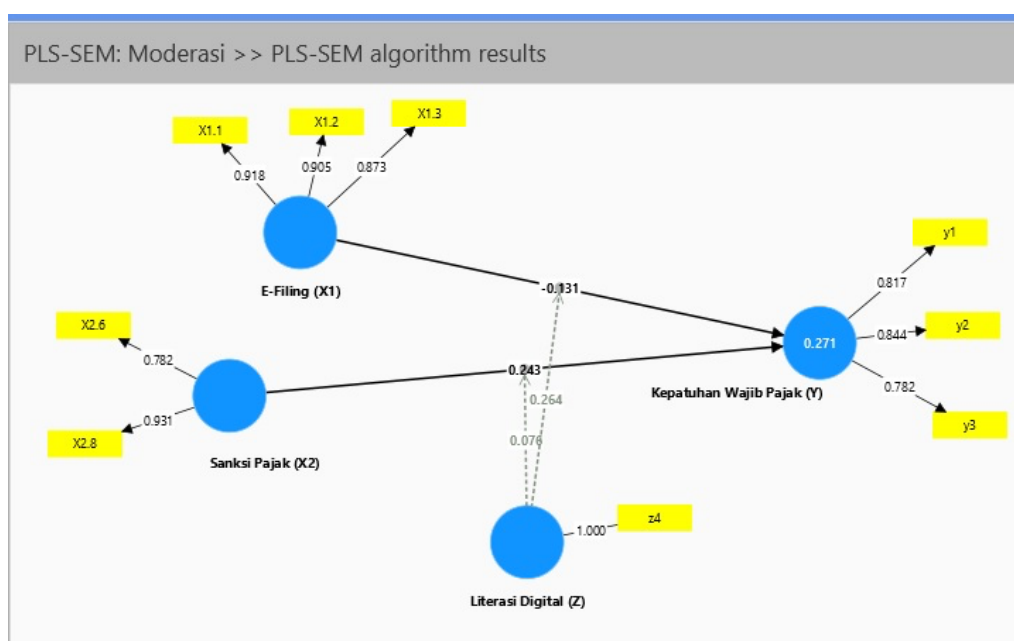 PLS-SEM: Moderasi >> PLS-SEM algorithm results
X1.1
X1.2
X1.3
0.918
0.905
0.873
E-Filing (X1)
-0.131
y1
0.817
y2
0.844
0.271
0.782
y3
Kepatuhan Wajib Pajak (Y)
X2.6
0.782
0.931
X2.8
Sanksi Pajak (X2)
0.243
0.264
0.076
z4
1.000
Literasi Digital (Z)